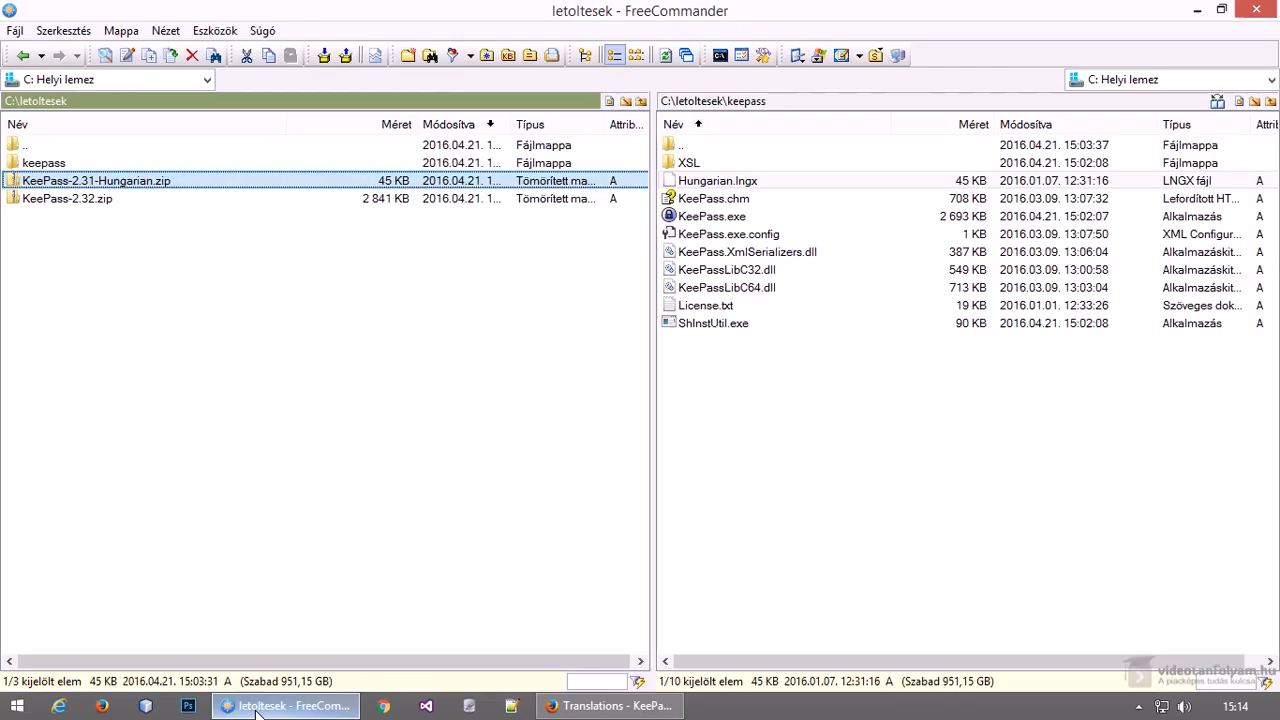 letoltesek - FreeCommander
Fájl Szerkesztés Mappa Nézet Eszközök Súgó
C: Helyi lemez
C: Helyi lemez
C:\letoltesek
C:\letoltesek\keepass
Név Méret Módosítva Típus Attrib...
.. 2016.04.21. 1... Fájlmappa
keepass 2016.04.21. 1... Fájlmappa
KeePass-2.31-Hungarian.zip 45 KB 2016.04.21. 1... Tömörített ma... A
KeePass-2.32.zip 2 841 KB 2016.04.21. 1... Tömörített ma... A
Név Méret Módosítva Típus Attrib
.. 2016.04.21. 15:03:37 Fájlmappa
XSL 2016.04.21. 15:02:08 Fájlmappa
Hungarian.lngx 45 KB 2016.01.07. 12:31:16 LNGX fájl A
KeePass.chm 708 KB 2016.03.09. 13:07:32 Lefordított HT... A
KeePass.exe 2 693 KB 2016.04.21. 15:02:07 Alkalmazás A
KeePass.exe.config 1 KB 2016.03.09. 13:07:50 XML Configur... A
KeePass.XmlSerializers.dll 387 KB 2016.03.09. 13:07:52 Alkalmazáskit... A
KeePassLibC32.dll 549 KB 2016.03.09. 13:00:58 Alkalmazáskit... A
KeePassLibC64.dll 713 KB 2016.03.09. 13:03:04 Alkalmazáskit... A
License.txt 19 KB 2016.01.01. 12:33:26 Szöveges dok... A
ShInstUtil.exe 90 KB 2016.04.21. 15:02:08 Alkalmazás A
videotanfolyam.hu
A piacképes tudás kulcsa
1/3 kijelölt elem 45 KB 2016.04.21. 15:03:31 A (Szabad 951,15 GB)
1/10 kijelölt elem 45 KB 2016.01.07. 12:31:16 A (Szabad 951,15 GB)
letoltesek - FreeCom...
Translations - KeePa...
15:14